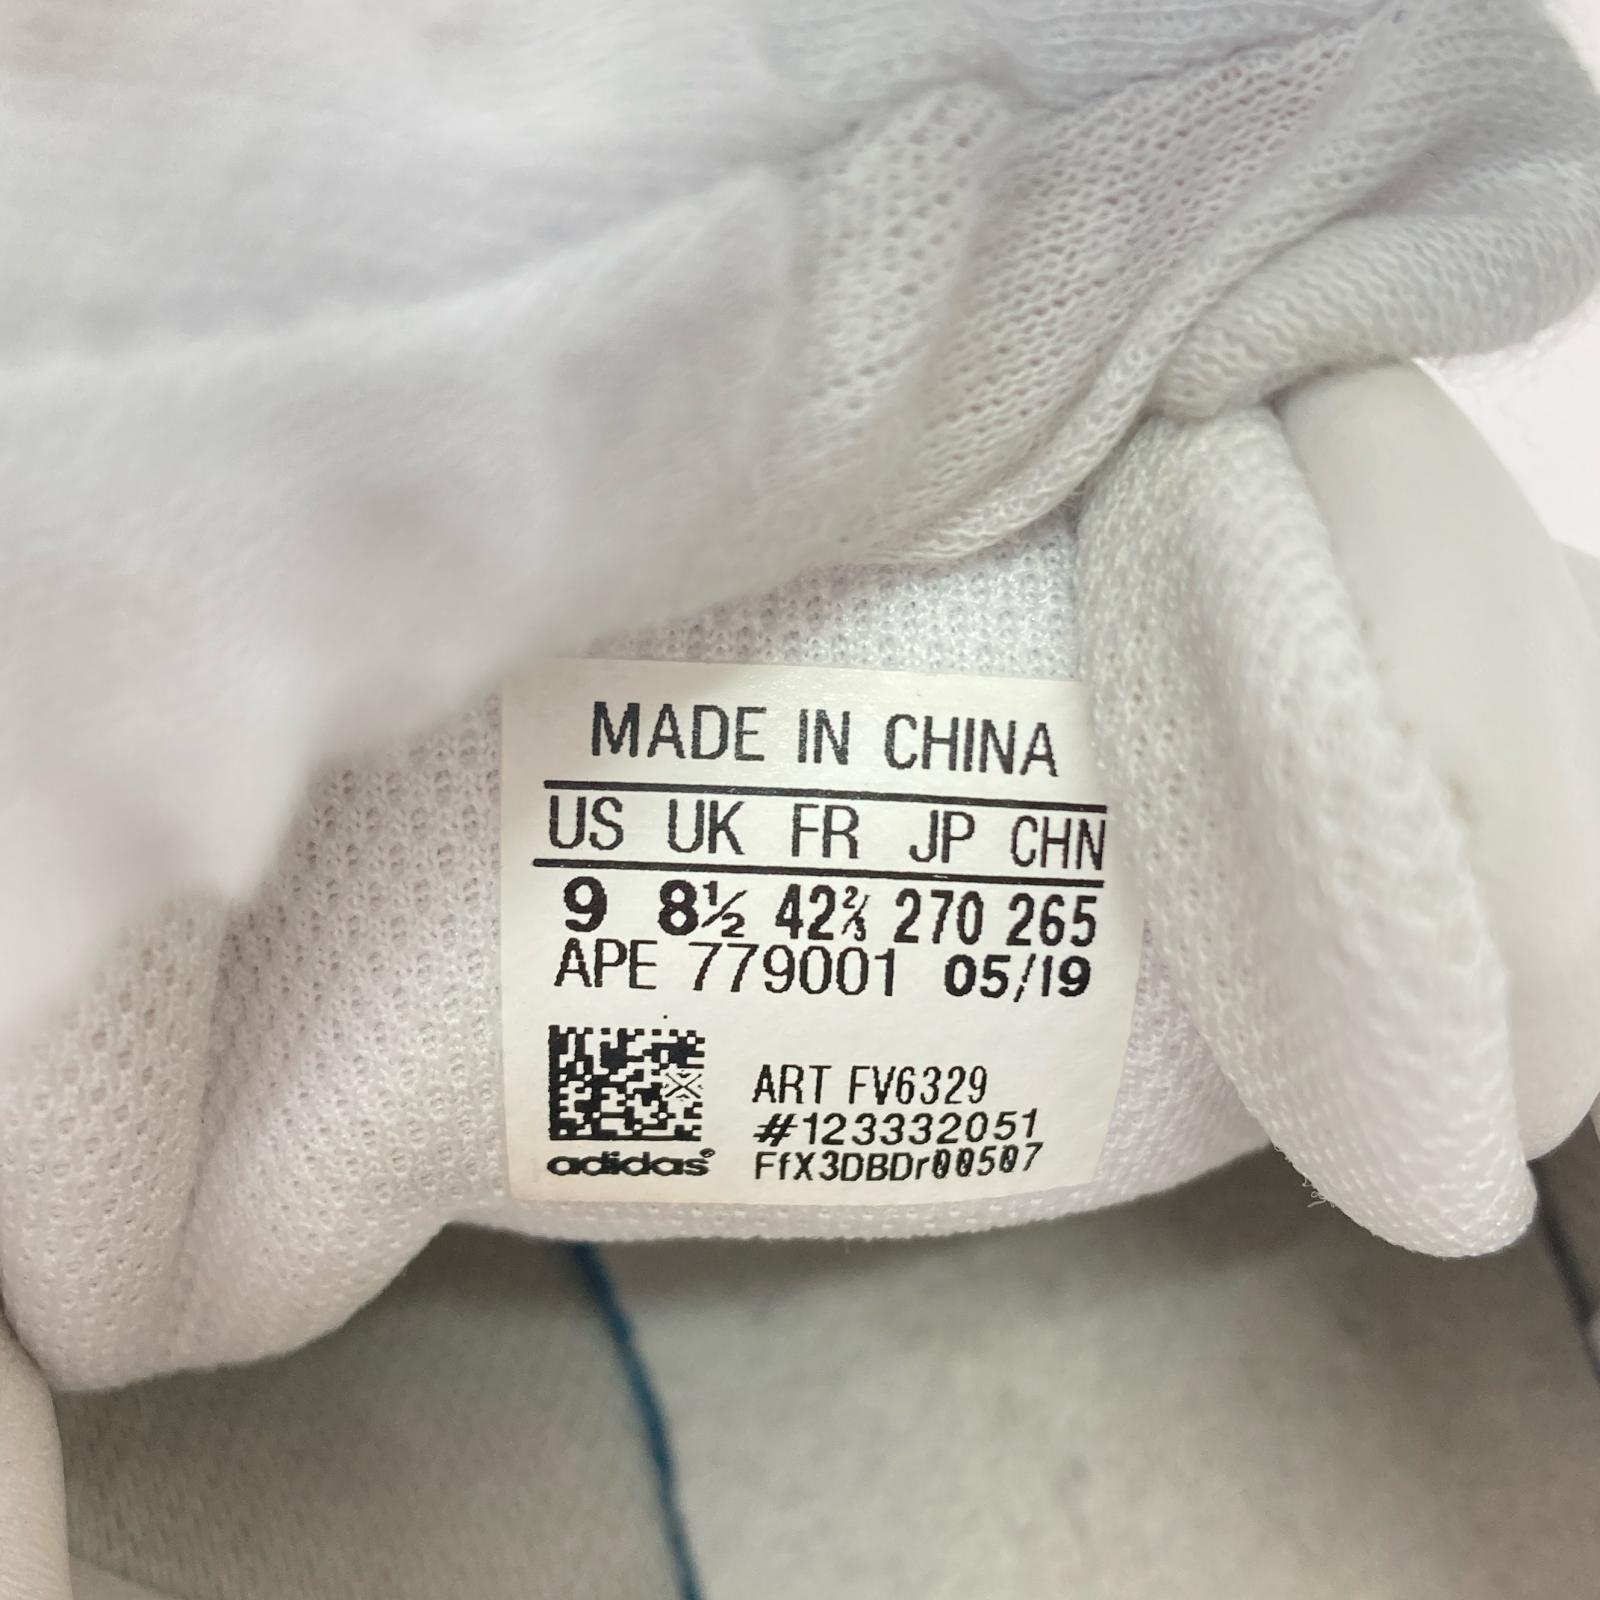 MADE IN CHINA
US UK FR JP CHN
9 8½ 42⅔ 270 265
APE 779001 05/19
ART FV6329
#123332051
FfX3DBDr00507
adidas®